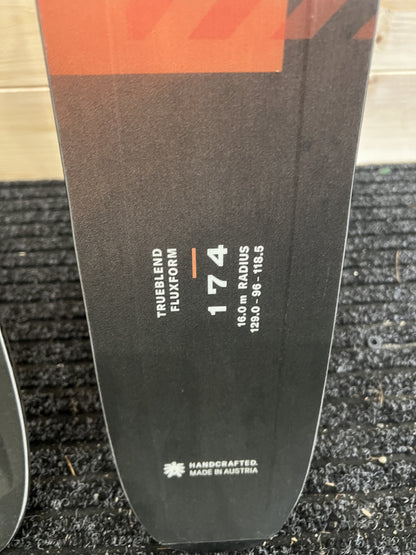 TRUEBLEND
FLUXFORM
174
16.0 m RADIUS
129.0 - 96 - 118.5
HANDCRAFTED.
MADE IN AUSTRIA